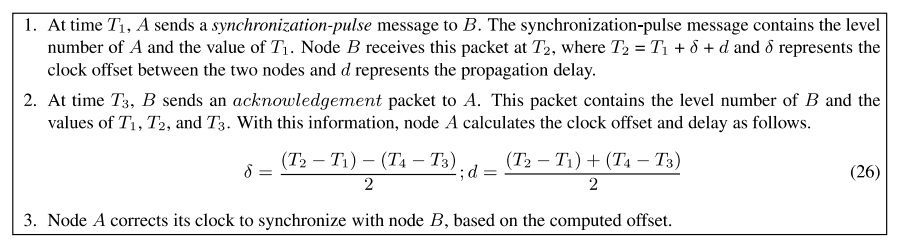 1. At time T₁, A sends a synchronization-pulse message to B. The synchronization-pulse message contains the level
number of A and the value of T₁. Node B receives this packet at T₂, where T₂ = T₁ + δ + d and δ represents the
clock offset between the two nodes and d represents the propagation delay.
2. At time T₃, B sends an acknowledgement packet to A. This packet contains the level number of B and the
values of T₁, T₂, and T₃. With this information, node A calculates the clock offset and delay as follows.
δ = ((T₂ − T₁) − (T₄ − T₃))/2; d = ((T₂ − T₁) + (T₄ − T₃))/2 (26)
3. Node A corrects its clock to synchronize with node B, based on the computed offset.